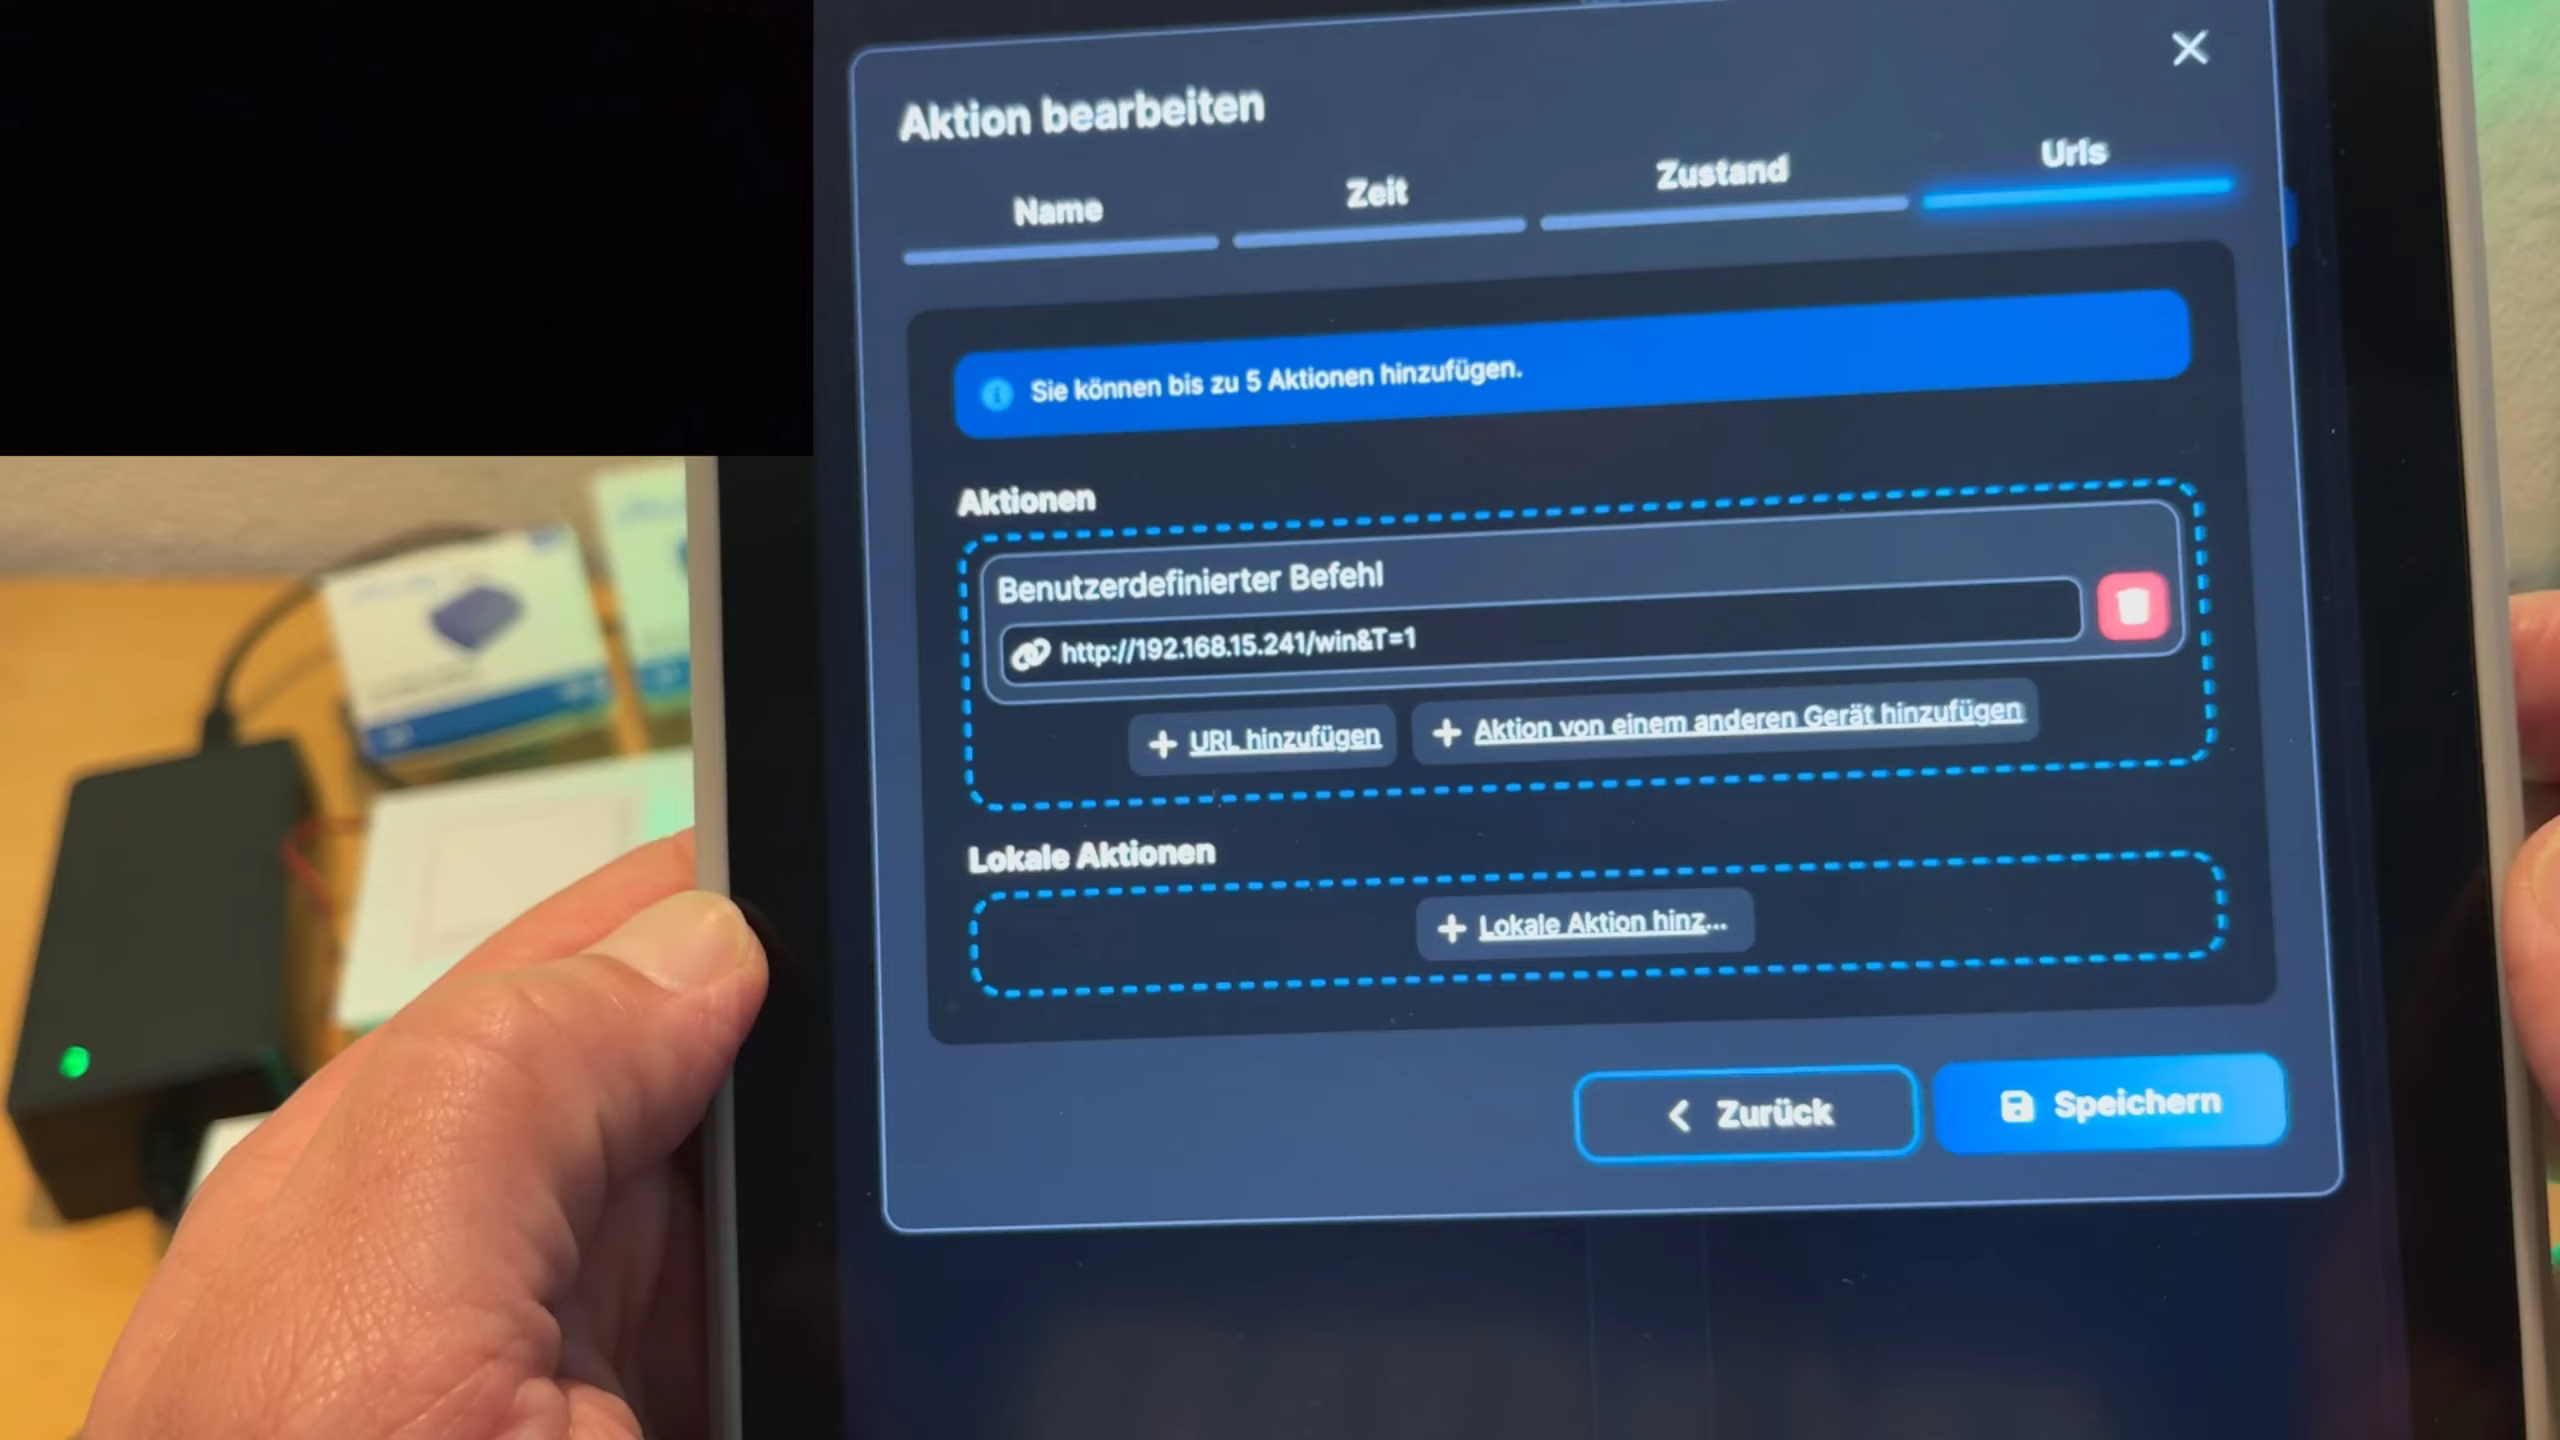 Aktion bearbeiten
Name
Zeit
Zustand
Urls
Sie können bis zu 5 Aktionen hinzufügen.
Aktionen
Benutzerdefinierter Befehl
http://192.168.15.241/win&T=1
URL hinzufügen
Aktion von einem anderen Gerät hinzufügen
Lokale Aktionen
Lokale Aktion hinz...
Zurück
Speichern